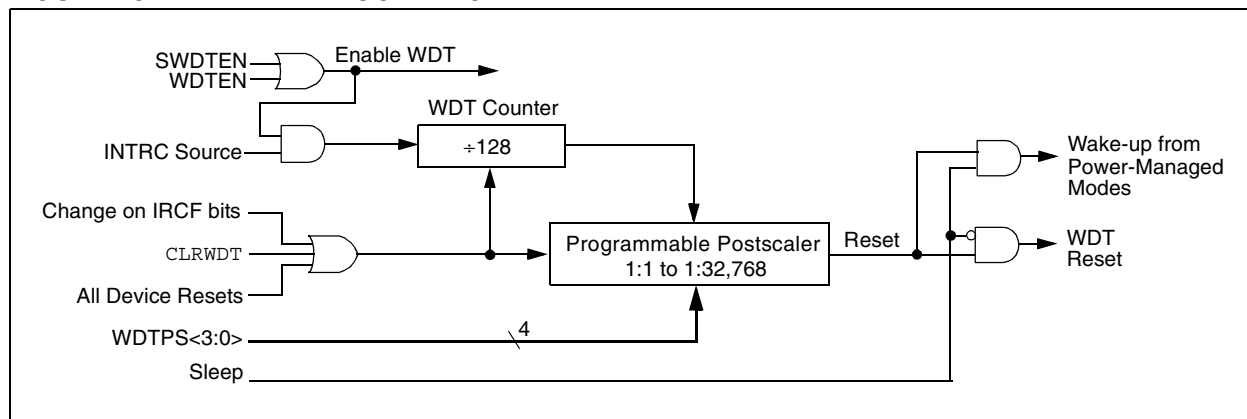 SWDTEN
WDTEN
Enable WDT
WDT Counter
INTRC Source
÷128
Wake-up from
Power-Managed
Modes
Change on IRCF bits
CLRWDT
All Device Resets
Programmable Postscaler
1:1 to 1:32,768
Reset
WDT
Reset
WDTPS<3:0>
4
Sleep